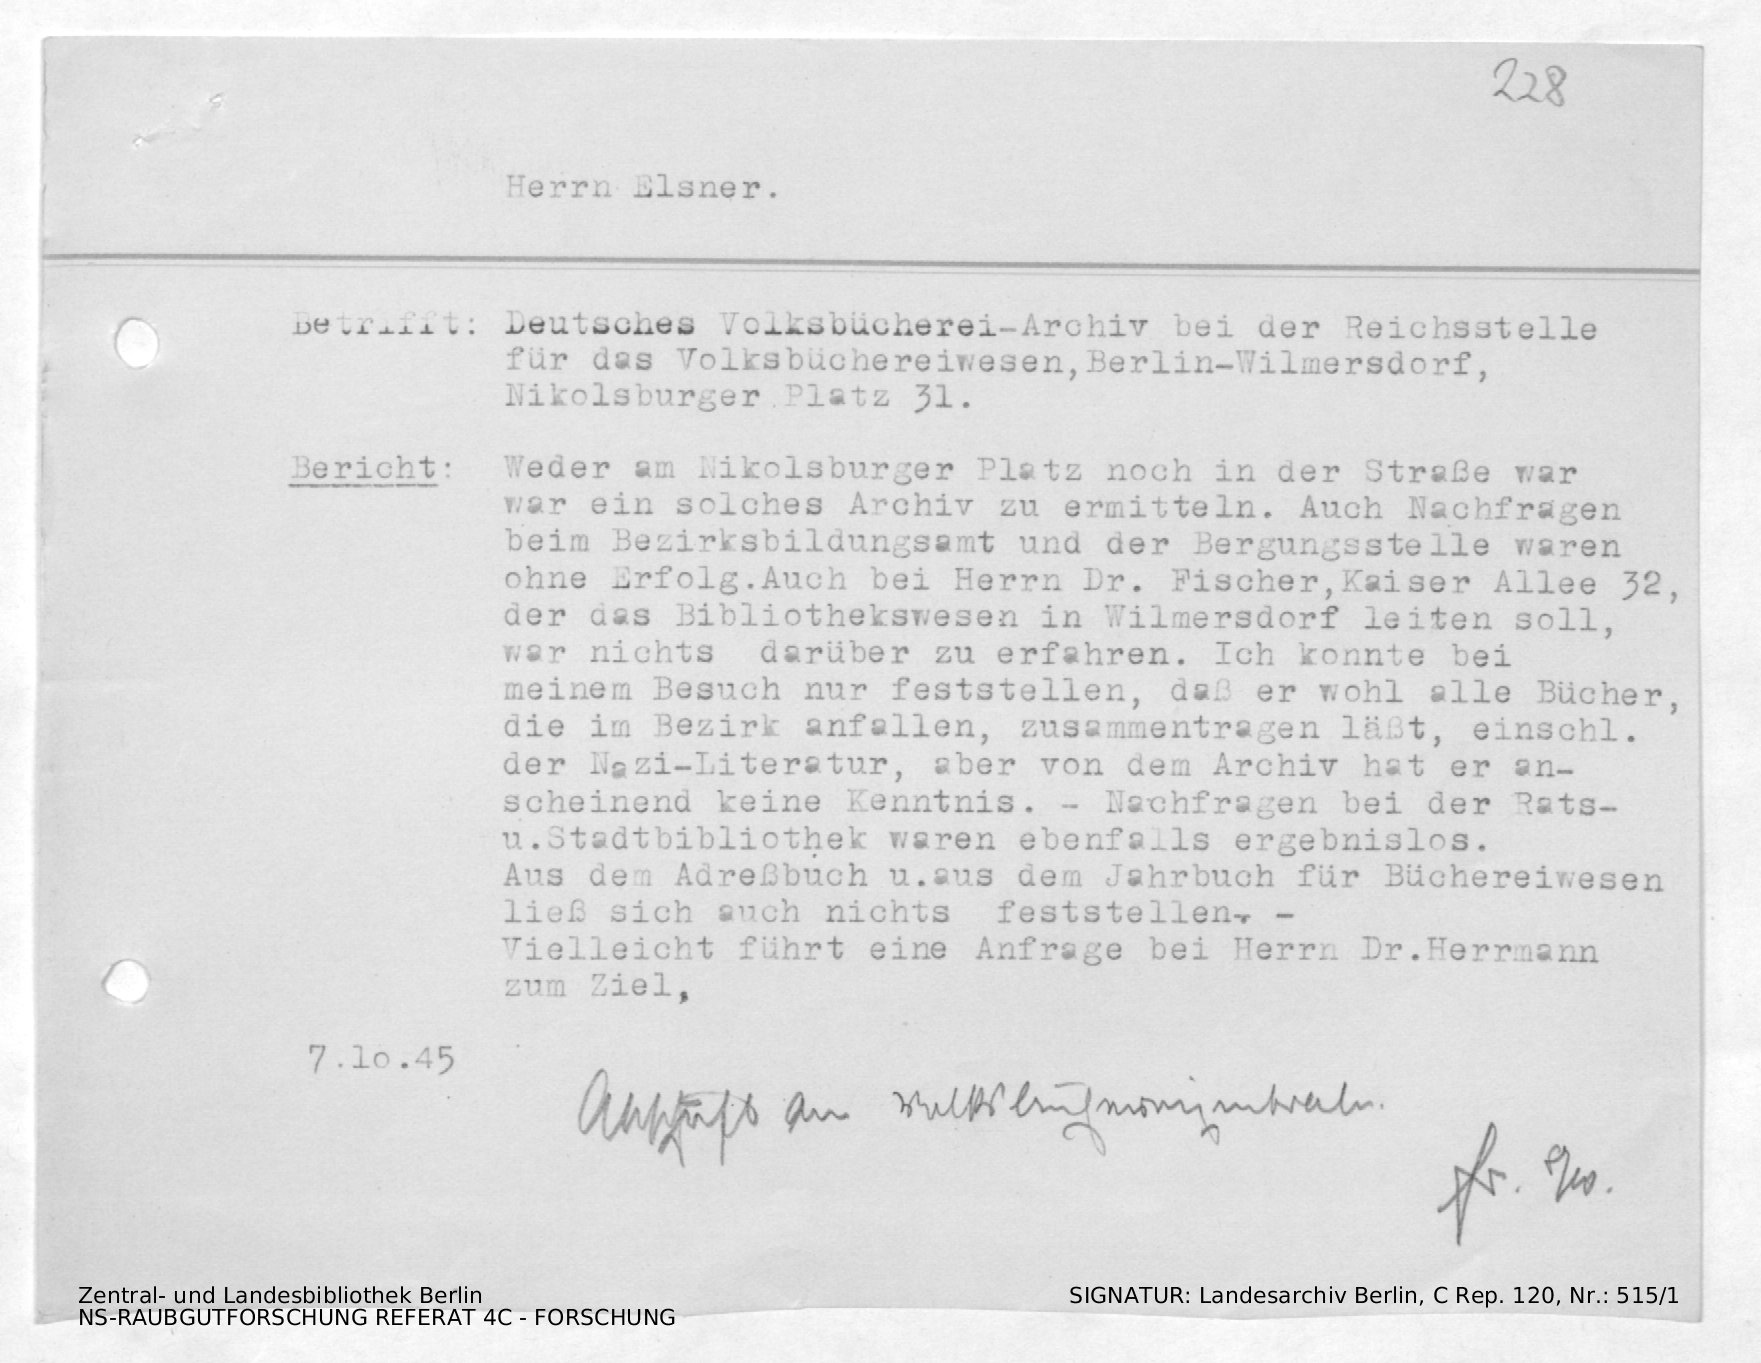 228
Herrn Elsner.
Betrifft: Deutsches Volksbücherei-Archiv bei der Reichsstelle
für das Volksbüchereiwesen,Berlin-Wilmersdorf,
Nikolsburger Platz 31.
Bericht: Weder am Nikolsburger Platz noch in der Straße war
war ein solches Archiv zu ermitteln. Auch Nachfragen
beim Bezirksbildungsamt und der Bergungsstelle waren
ohne Erfolg.Auch bei Herrn Dr. Fischer,Kaiser Allee 32,
der das Bibliothekswesen in Wilmersdorf leiten soll,
war nichts darüber zu erfahren. Ich konnte bei
meinem Besuch nur feststellen, daß er wohl alle Bücher,
die im Bezirk anfallen, zusammentragen läßt, einschl.
der Nazi-Literatur, aber von dem Archiv hat er an-
scheinend keine Kenntnis. - Nachfragen bei der Rats-
u.Stadtbibliothek waren ebenfalls ergebnislos.
Aus dem Adreßbuch u.aus dem Jahrbuch für Büchereiwesen
ließ sich auch nichts feststellen. -
Vielleicht führt eine Anfrage bei Herrn Dr.Herrmann
zum Ziel,
7.lo.45
an
Zentral- und Landesbibliothek Berlin
NS-RAUBGUTFORSCHUNG REFERAT 4C - FORSCHUNG
SIGNATUR: Landesarchiv Berlin, C Rep. 120, Nr.: 515/1